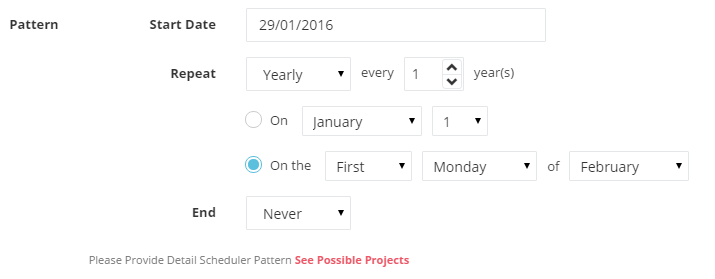 Pattern Start Date 29/01/2016
Repeat Yearly every 1 year(s)
On January 1
On the First Monday of February
End Never
Please Provide Detail Scheduler Pattern See Possible Projects